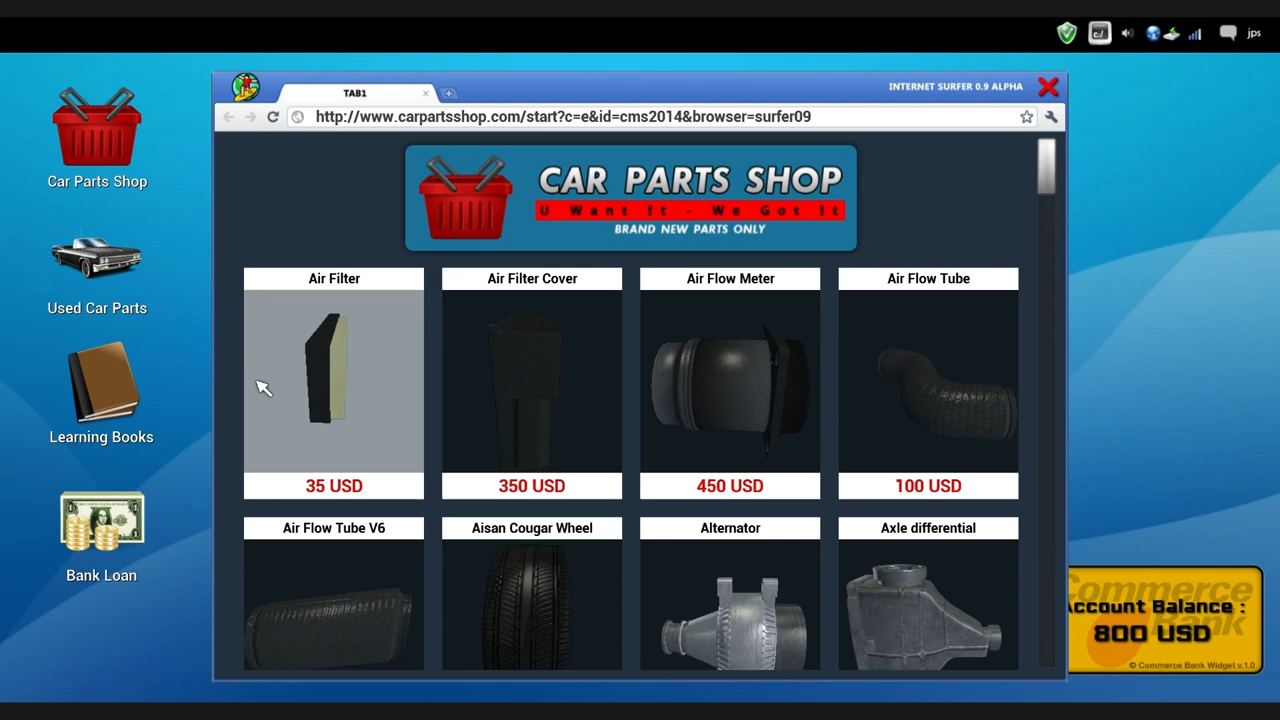 c:/
jps
TAB1
INTERNET SURFER 0.9 ALPHA
http://www.carpartsshop.com/start?c=e&id=cms2014&browser=surfer09
Car Parts Shop
Used Car Parts
Learning Books
Bank Loan
CAR PARTS SHOP
U Want It - We Got It
BRAND NEW PARTS ONLY
Air Filter
Air Filter Cover
Air Flow Meter
Air Flow Tube
35 USD
350 USD
450 USD
100 USD
Air Flow Tube V6
Aisan Cougar Wheel
Alternator
Axle differential
Commerce
Bank
Account Balance :
800 USD
© Commerce Bank Widget v.1.0